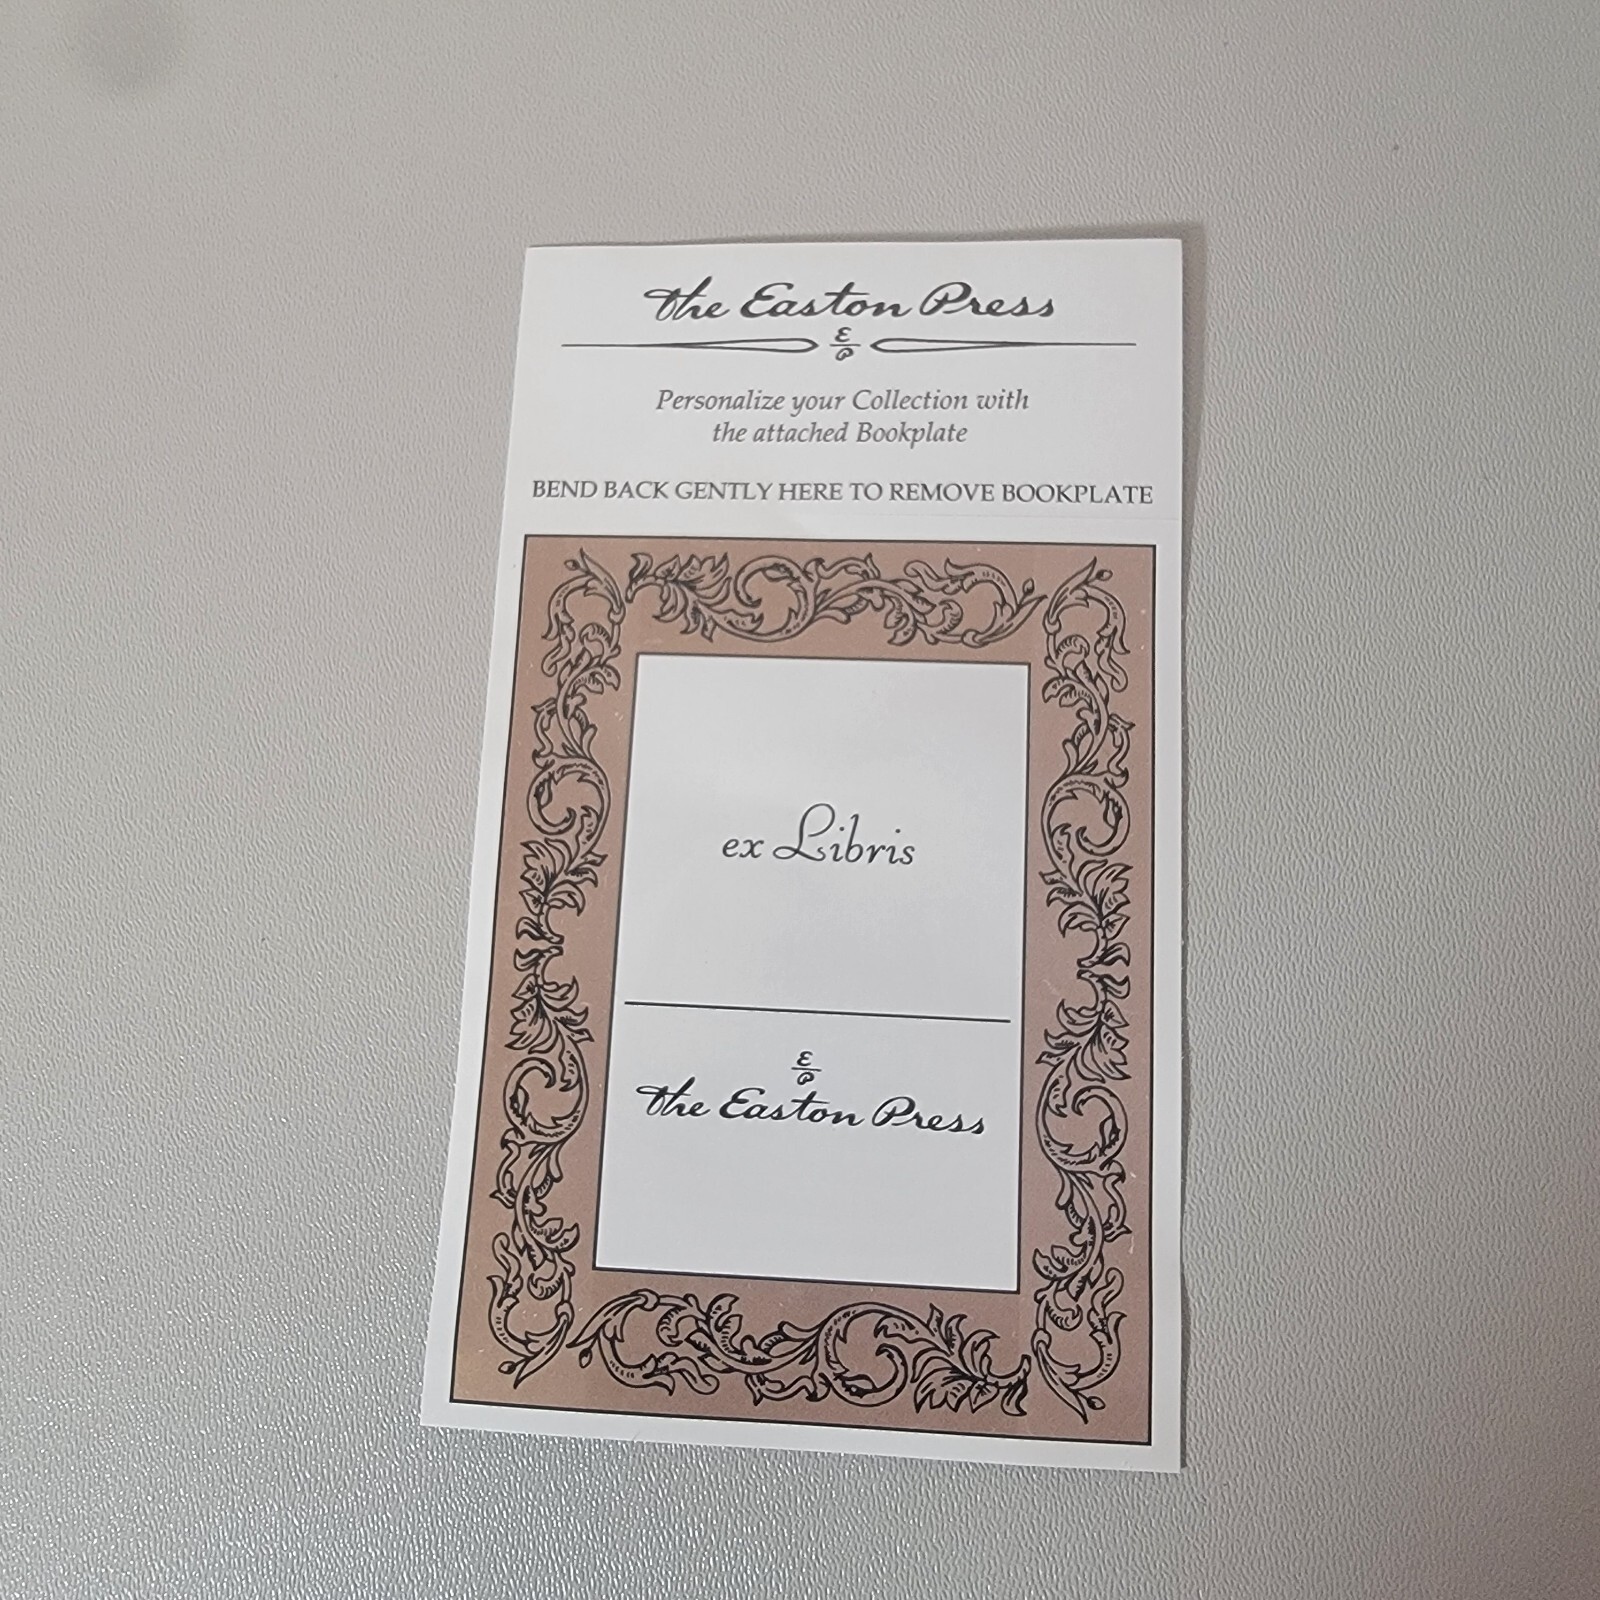 The Easton Press
E
P
Personalize your Collection with
the attached Bookplate
BEND BACK GENTLY HERE TO REMOVE BOOKPLATE
ex Libris
E
P
The Easton Press